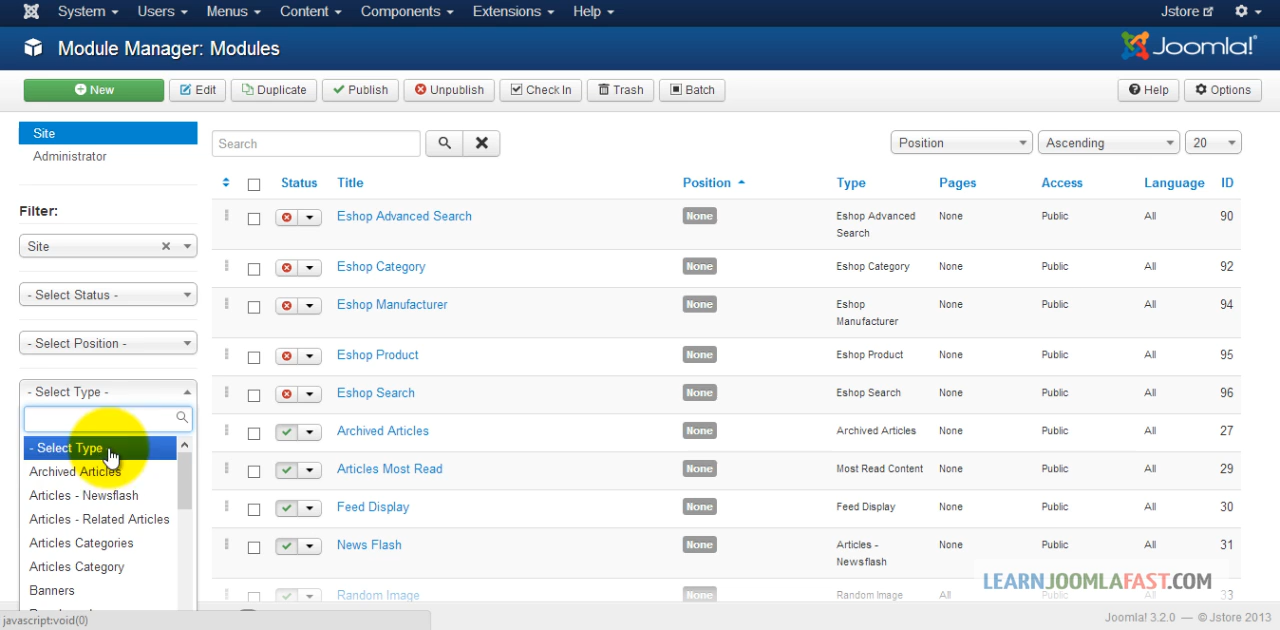 System Users Menus Content Components Extensions Help Jstore
Module Manager: Modules Joomla!®
New Edit Duplicate Publish Unpublish Check In Trash Batch Help Options
Site
Administrator
Search Position Ascending 20
Status Title Position Type Pages Access Language ID
Filter:
Site
- Select Status -
- Select Position -
- Select Type -
- Select Type
Archived Articles
Articles - Newsflash
Articles - Related Articles
Articles Categories
Articles Category
Banners
Eshop Advanced Search None Eshop Advanced Search None Public All 90
Eshop Category None Eshop Category None Public All 92
Eshop Manufacturer None Eshop Manufacturer None Public All 94
Eshop Product None Eshop Product None Public All 95
Eshop Search None Eshop Search None Public All 96
Archived Articles None Archived Articles None Public All 27
Articles Most Read None Most Read Content None Public All 29
Feed Display None Feed Display None Public All 30
News Flash None Articles - Newsflash None Public All 31
Random Image None Random Image All Public All 33
LEARNJOOMLAFAST.COM
javascript:void(0)
Joomla! 3.2.0 — © Jstore 2013